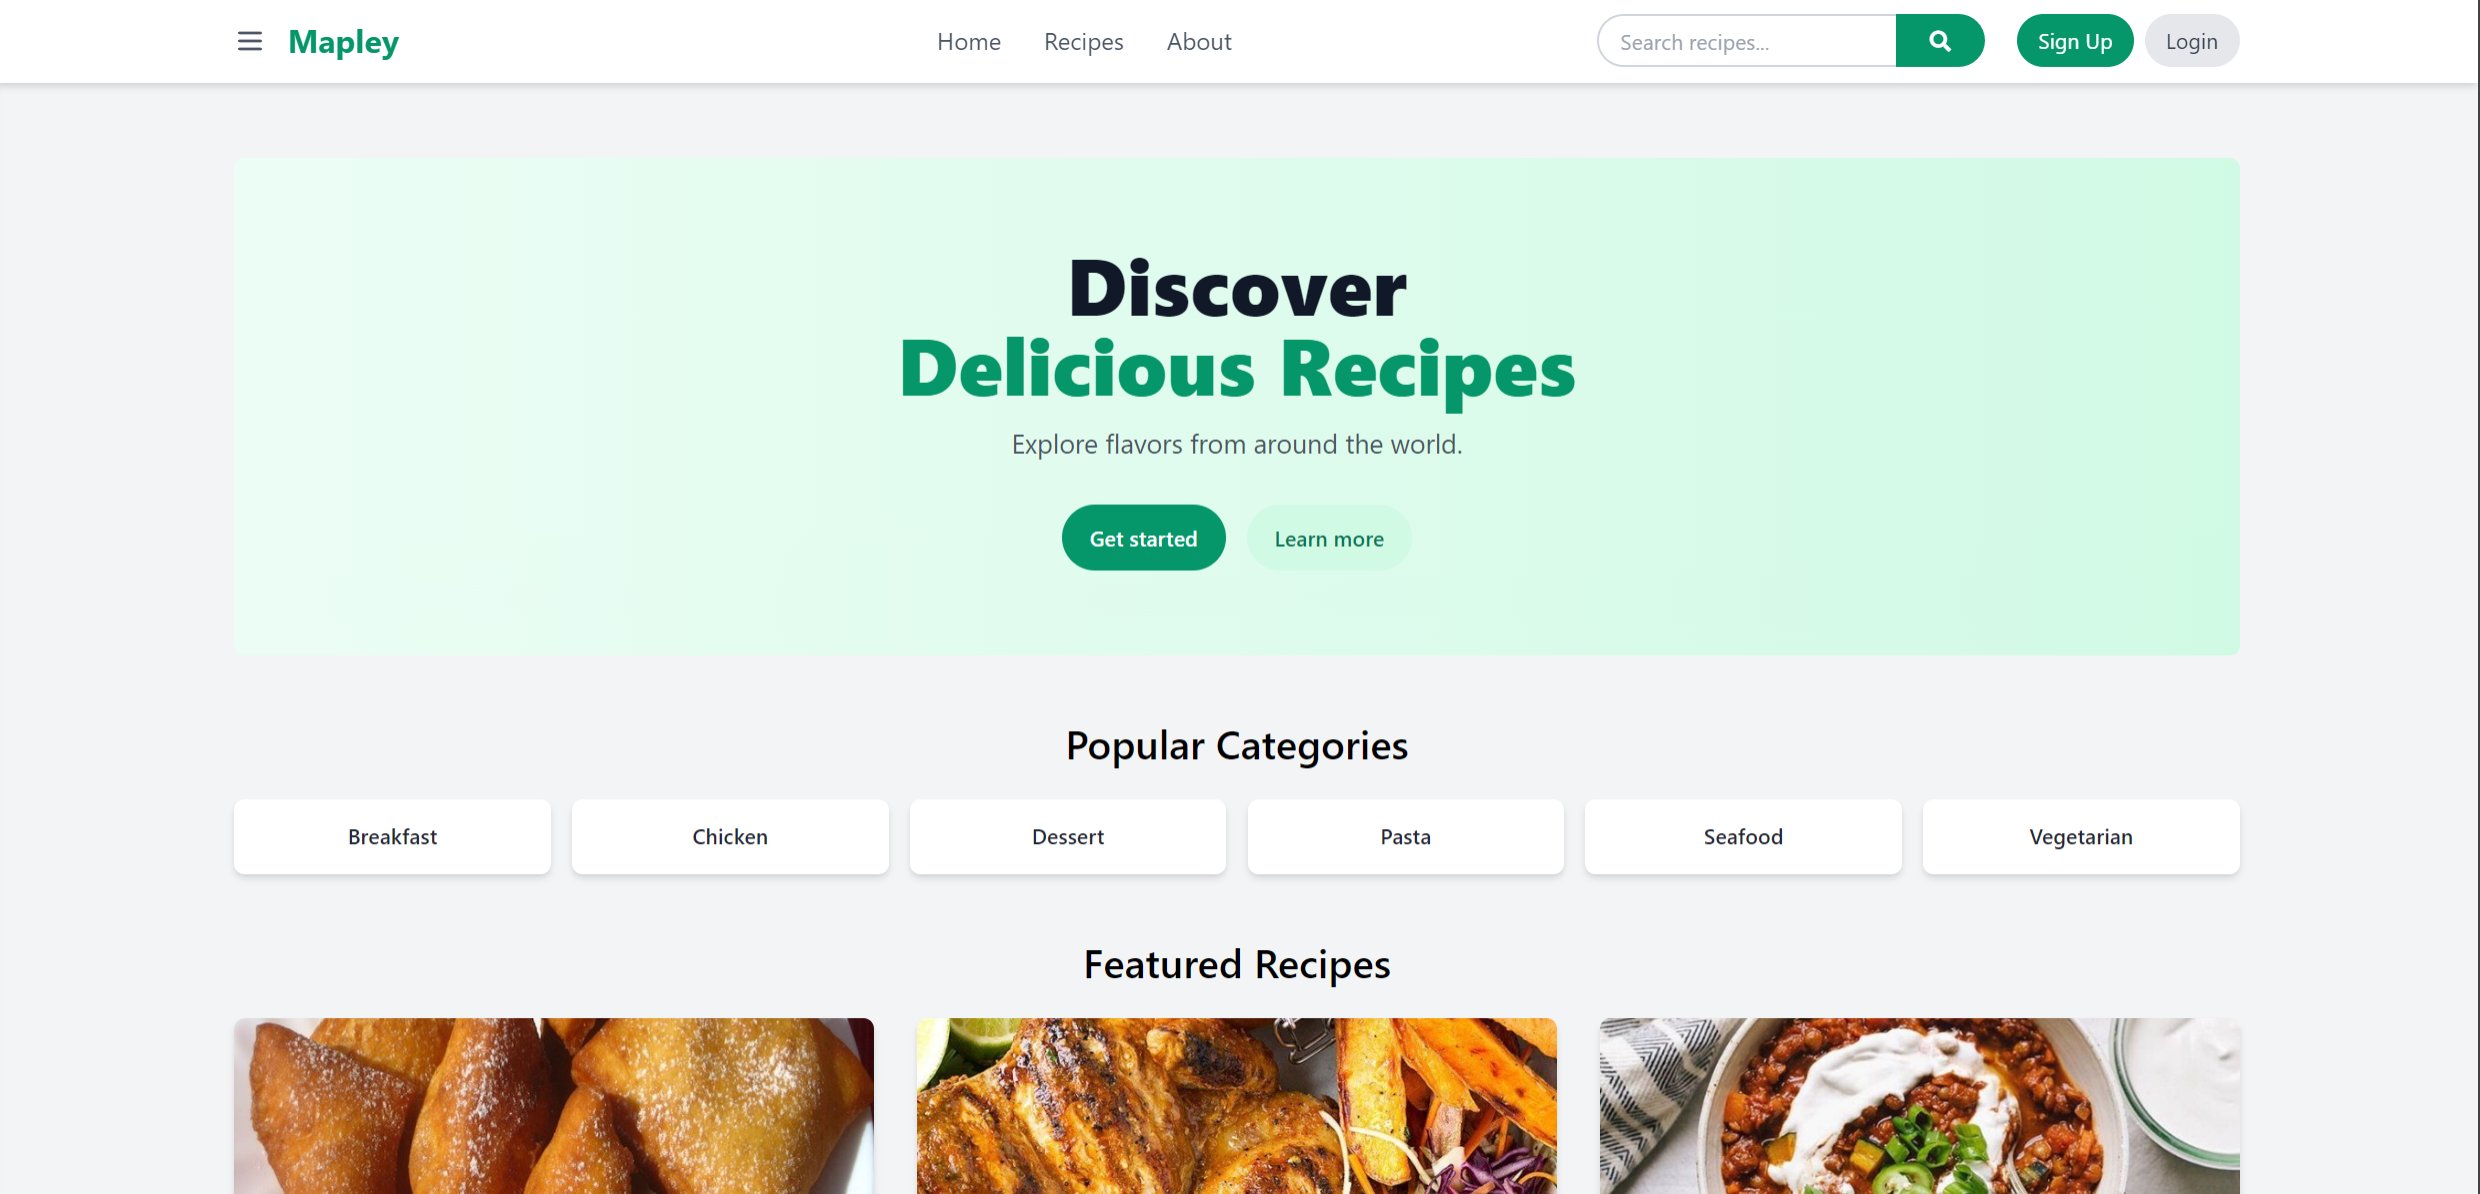 Mapley
Home
Recipes
About
Search recipes...
Sign Up
Login
Discover
Delicious Recipes
Explore flavors from around the world.
Get started
Learn more
Popular Categories
Breakfast
Chicken
Dessert
Pasta
Seafood
Vegetarian
Featured Recipes